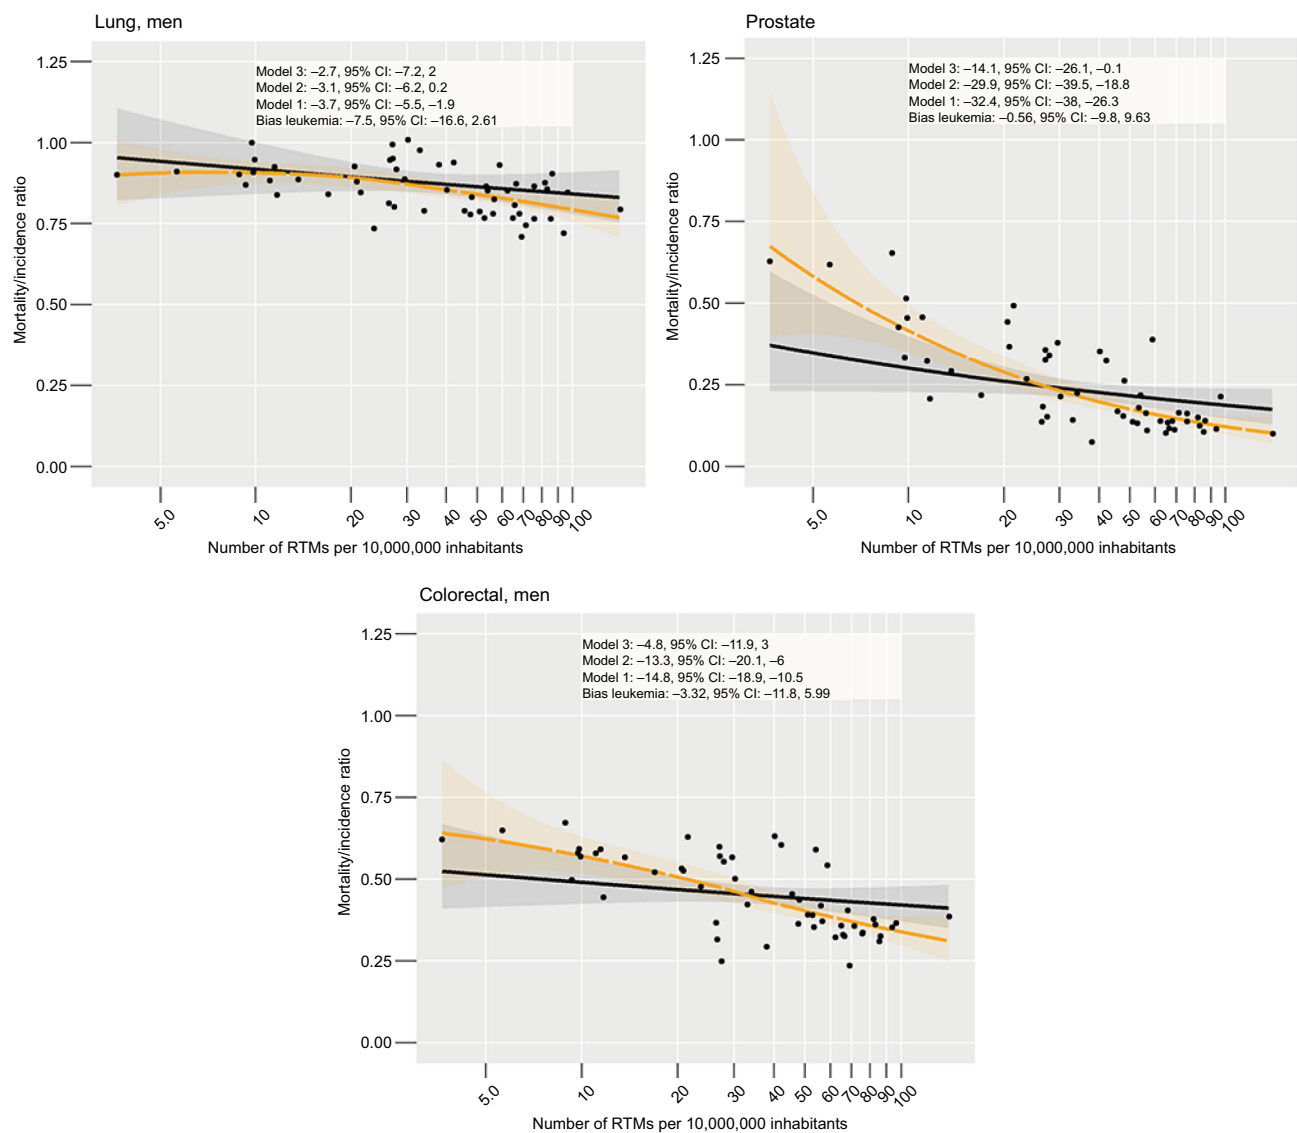 Lung, men
Model 3: –2.7, 95% CI: –7.2, 2
Model 2: –3.1, 95% CI: –6.2, 0.2
Model 1: –3.7, 95% CI: –5.5, –1.9
Bias leukemia: –7.5, 95% CI: –16.6, 2.61
Mortality/incidence ratio
1.25
1.00
0.75
0.50
0.25
0.00
5.0 10 20 30 40 50 60 70 80 90 100
Number of RTMs per 10,000,000 inhabitants
Prostate
Model 3: –14.1, 95% CI: –26.1, –0.1
Model 2: –29.9, 95% CI: –39.5, –18.8
Model 1: –32.4, 95% CI: –38, –26.3
Bias leukemia: –0.56, 95% CI: –9.8, 9.63
Mortality/incidence ratio
1.25
1.00
0.75
0.50
0.25
0.00
5.0 10 20 30 40 50 60 70 80 90 100
Number of RTMs per 10,000,000 inhabitants
Colorectal, men
Model 3: –4.8, 95% CI: –11.9, 3
Model 2: –13.3, 95% CI: –20.1, –6
Model 1: –14.8, 95% CI: –18.9, –10.5
Bias leukemia: –3.32, 95% CI: –11.8, 5.99
Mortality/incidence ratio
1.25
1.00
0.75
0.50
0.25
0.00
5.0 10 20 30 40 50 60 70 80 90 100
Number of RTMs per 10,000,000 inhabitants